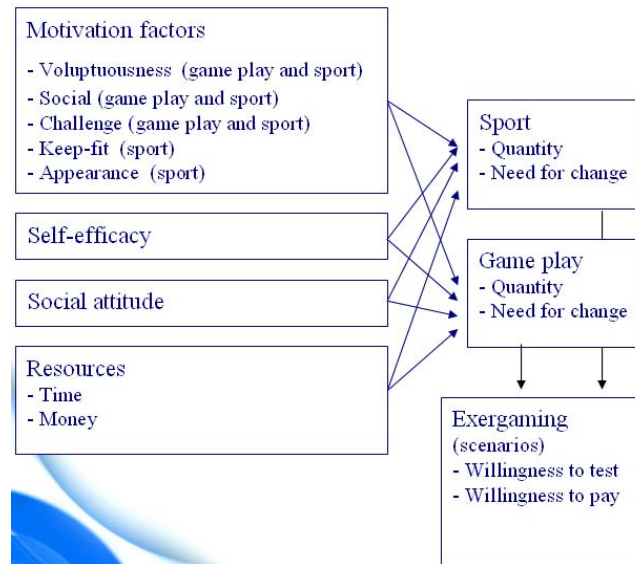 Motivation factors
- Voluptuousness (game play and sport)
- Social (game play and sport)
- Challenge (game play and sport)
- Keep-fit (sport)
- Appearance (sport)
Self-efficacy
Social attitude
Resources
- Time
- Money
Sport
- Quantity
- Need for change
Game play
- Quantity
- Need for change
Exergaming
(scenarios)
- Willingness to test
- Willingness to pay